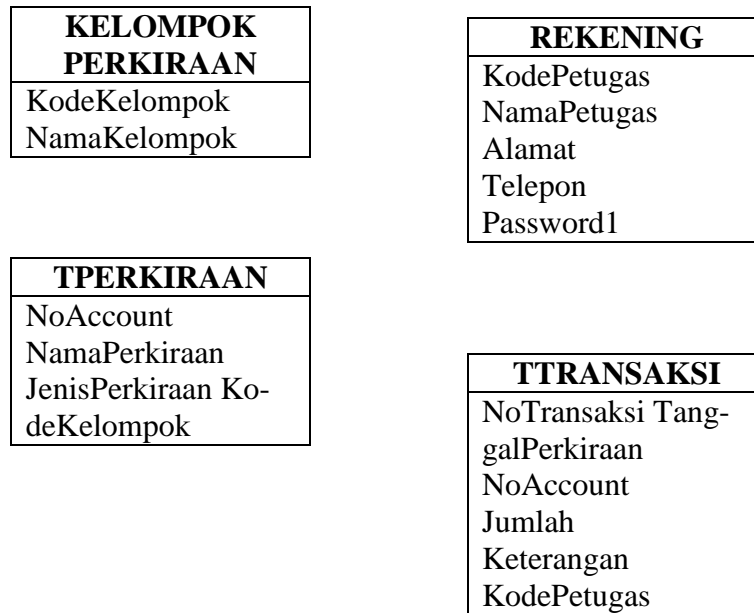 KELOMPOK
PERKIRAAN
KodeKelompok
NamaKelompok
REKENING
KodePetugas
NamaPetugas
Alamat
Telepon
Password1
TPERKIRAAN
NoAccount
NamaPerkiraan
JenisPerkiraan Ko-
deKelompok
TTRANSAKSI
NoTransaksi Tang-
galPerkiraan
NoAccount
Jumlah
Keterangan
KodePetugas